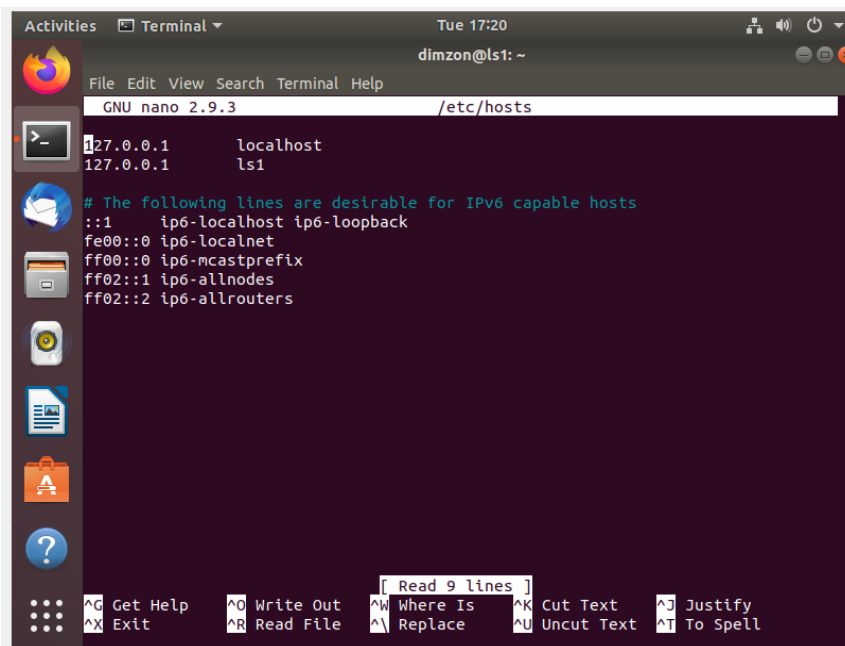 Activities Terminal Tue 17:20
dimzon@ls1: ~
File Edit View Search Terminal Help
GNU nano 2.9.3 /etc/hosts
127.0.0.1 localhost
127.0.0.1 ls1
# The following lines are desirable for IPv6 capable hosts
::1 ip6-localhost ip6-loopback
fe00::0 ip6-localnet
ff00::0 ip6-mcastprefix
ff02::1 ip6-allnodes
ff02::2 ip6-allrouters
[ Read 9 lines ]
^G Get Help ^O Write Out ^W Where Is ^K Cut Text ^J Justify
^X Exit ^R Read File ^\ Replace ^U Uncut Text ^T To Spell